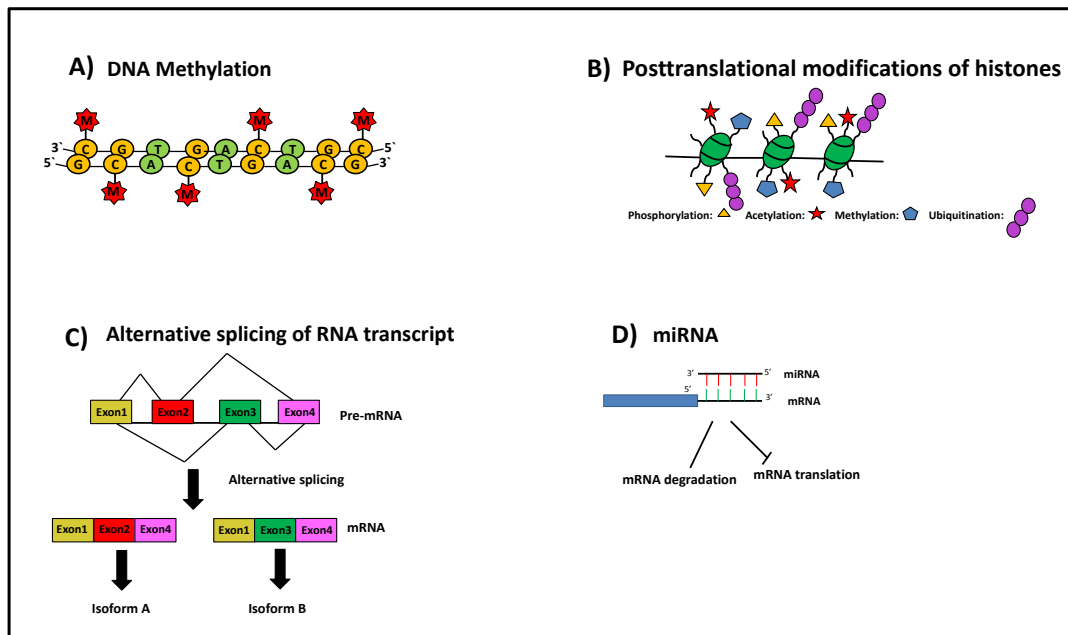 A) DNA Methylation
M M M
3` C G T G A C T G C 5`
5` G C A C T G A C G 3`
M M M
B) Posttranslational modifications of histones
Phosphorylation: Acetylation: Methylation: Ubiquitination:
C) Alternative splicing of RNA transcript
Exon1 Exon2 Exon3 Exon4 Pre-mRNA
Alternative splicing
Exon1 Exon2 Exon4 Exon1 Exon3 Exon4 mRNA
Isoform A Isoform B
D) miRNA
3’ 5’ miRNA
5’ 3’ mRNA
mRNA degradation mRNA translation